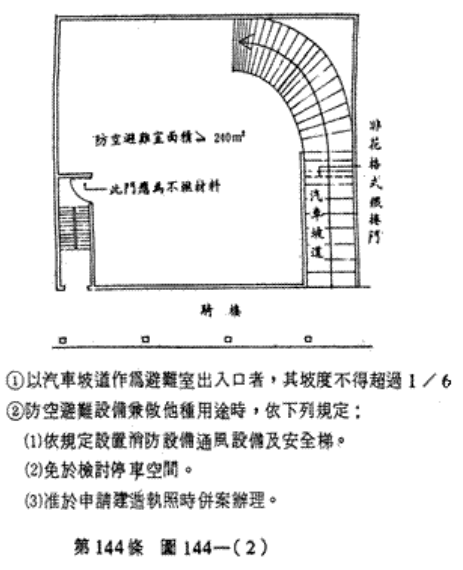 防空避難室面積≧240m²
此門應為不燃材料
非花格式鐵捲門
汽車坡道
騎樓
①以汽車坡道作爲避難室出入口者，其坡度不得超過1／6
②防空避難設備兼做他種用途時，依下列規定：
⑴依規定設置消防設備通風設備及安全梯。
⑵免於檢討停車空間。
⑶准於申請建造執照時併案辦理。
第144條 圖144—(2)